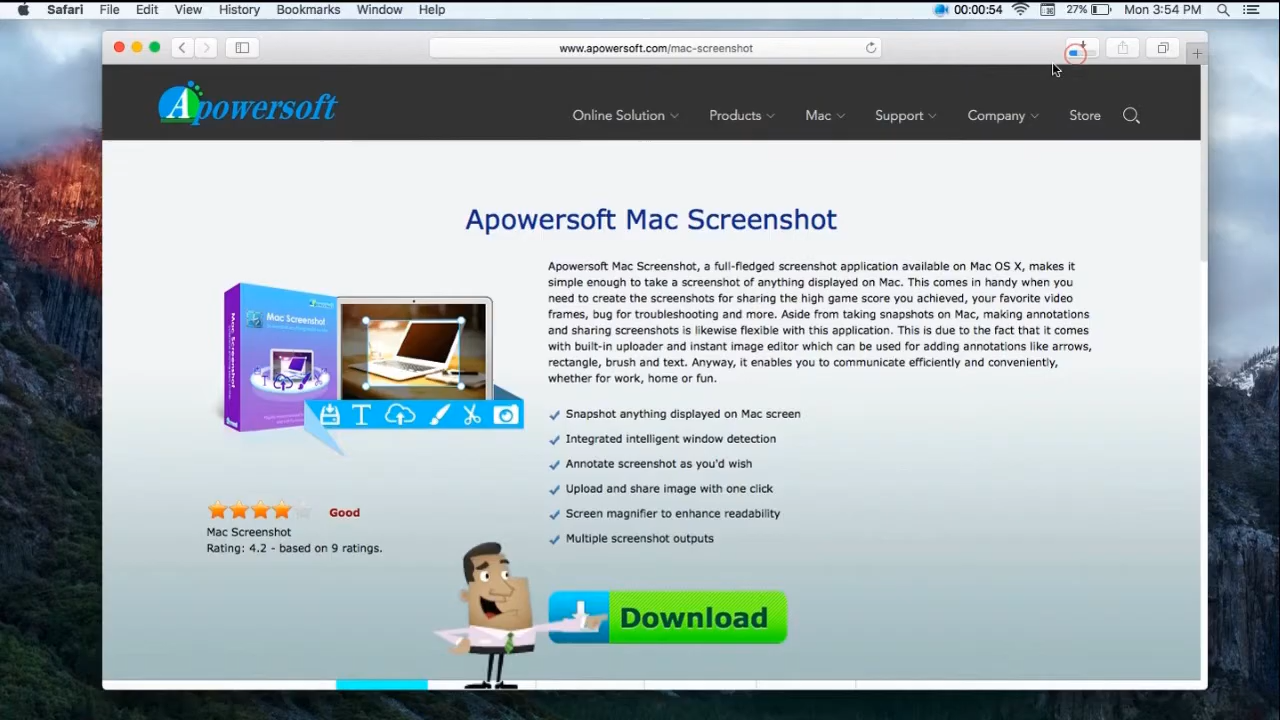 Safari File Edit View History Bookmarks Window Help 00:00:54 27% Mon 3:54 PM
www.apowersoft.com/mac-screenshot
Apowersoft Online Solution Products Mac Support Company Store
Apowersoft Mac Screenshot
Apowersoft Mac Screenshot, a full-fledged screenshot application available on Mac OS X, makes it
simple enough to take a screenshot of anything displayed on Mac. This comes in handy when you
need to create the screenshots for sharing the high game score you achieved, your favorite video
frames, bug for troubleshooting and more. Aside from taking snapshots on Mac, making annotations
and sharing screenshots is likewise flexible with this application. This is due to the fact that it comes
with built-in uploader and instant image editor which can be used for adding annotations like arrows,
rectangle, brush and text. Anyway, it enables you to communicate efficiently and conveniently,
whether for work, home or fun.
Mac Screenshot
Mac Screenshot
Snapshot anything displayed on Mac screen
Integrated intelligent window detection
Annotate screenshot as you'd wish
Upload and share image with one click
Screen magnifier to enhance readability
Multiple screenshot outputs
Good
Mac Screenshot
Rating: 4.2 - based on 9 ratings.
Download